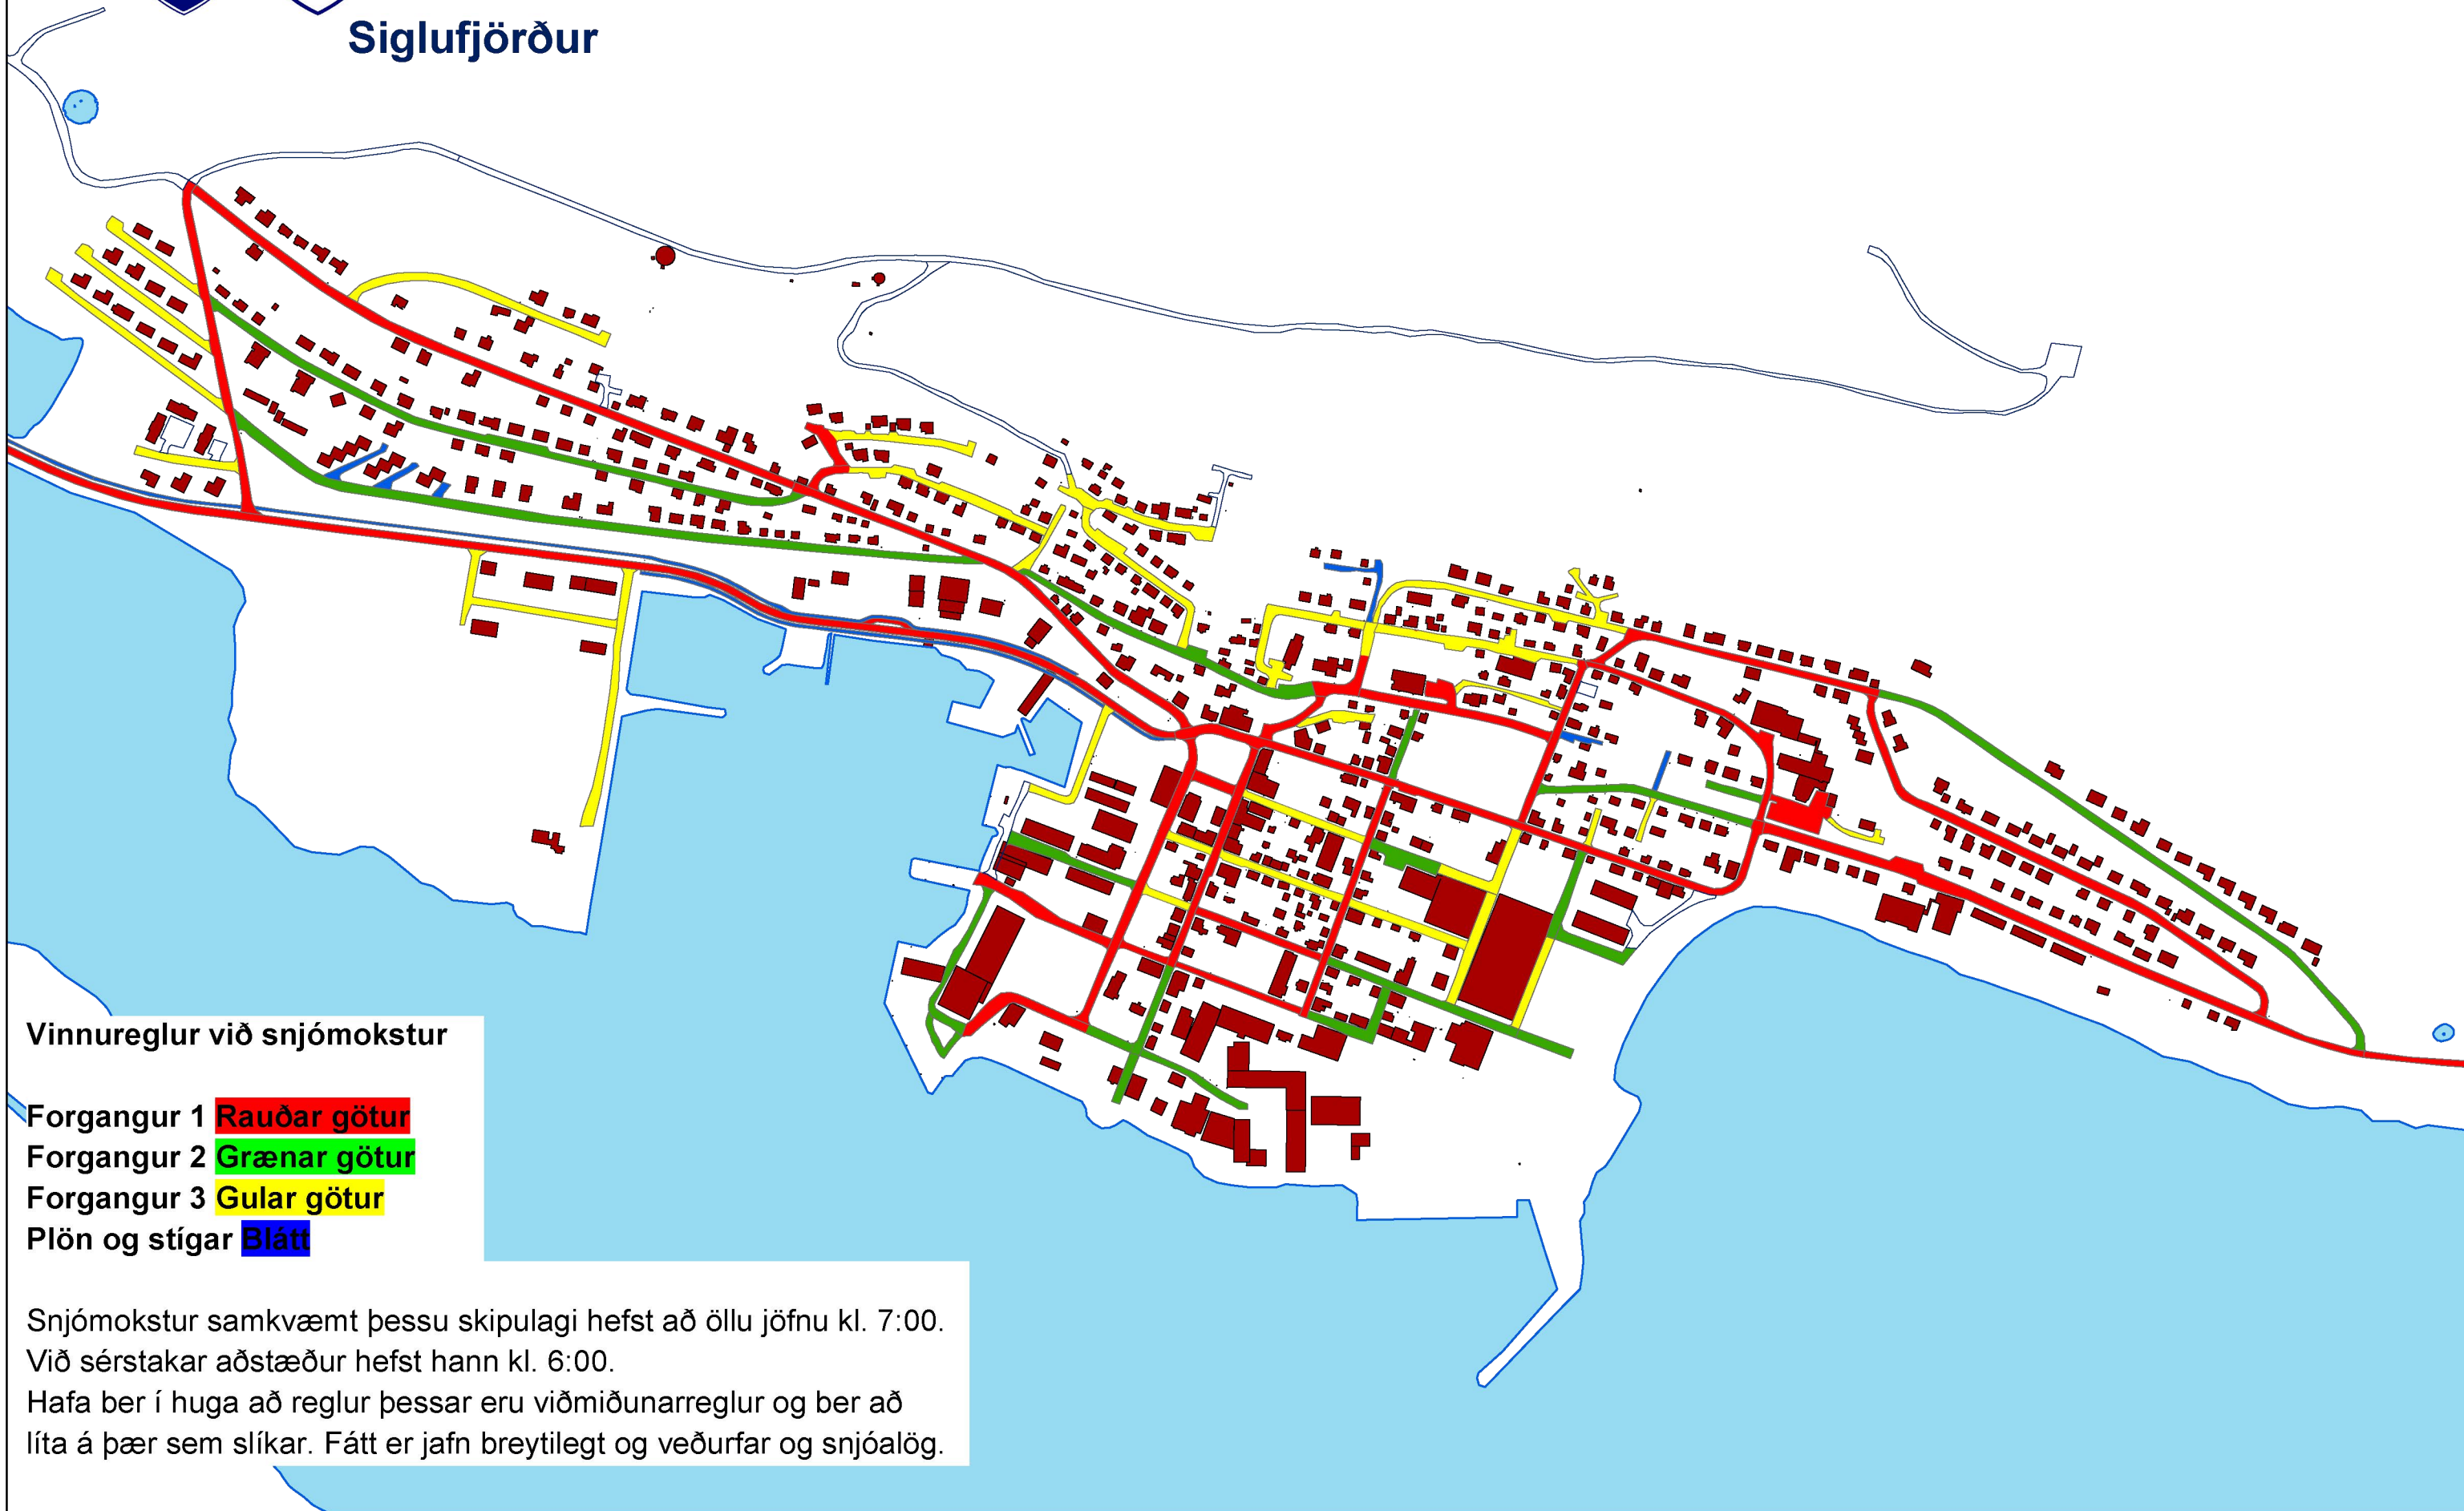 Siglufjörður
Vinnureglur við snjómokstur
Forgangur 1 Rauðar götur
Forgangur 2 Grænar götur
Forgangur 3 Gular götur
Plön og stígar Blátt
Snjómokstur samkvæmt þessu skipulagi hefst að öllu jöfnu kl. 7:00.
Við sérstakar aðstæður hefst hann kl. 6:00.
Hafa ber í huga að reglur þessar eru viðmiðunarreglur og ber að
líta á þær sem slíkar. Fátt er jafn breytilegt og veðurfar og snjóalög.